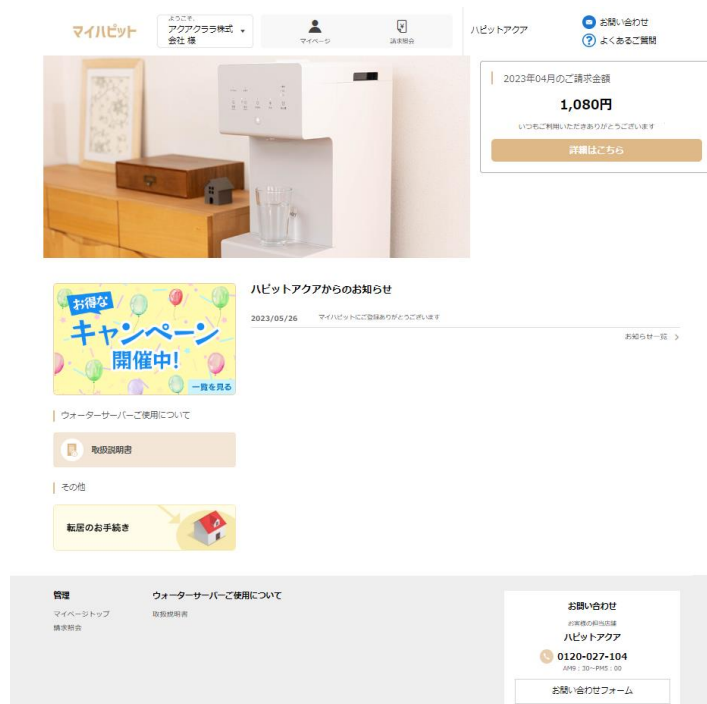 マイハピット
ようこそ、
アクアクララ株式
会社 様
マイページ
請求照会
ハピットアクア
お問い合わせ
よくあるご質問
2023年04月のご請求金額
1,080円
いつもご利用いただきありがとうございます
詳細はこちら
お得な
キャンペーン
開催中!
一覧を見る
ハピットアクアからのお知らせ
2023/05/26 マイハピットにご登録ありがとうございます
お知らせ一覧
ウォーターサーバーご使用について
取扱説明書
その他
転居のお手続き
管理
マイページトップ
請求照会
ウォーターサーバーご使用について
取扱説明書
お問い合わせ
お客様の担当店舗
ハピットアクア
0120-027-104
AM9:30~PM5:00
お問い合わせフォーム